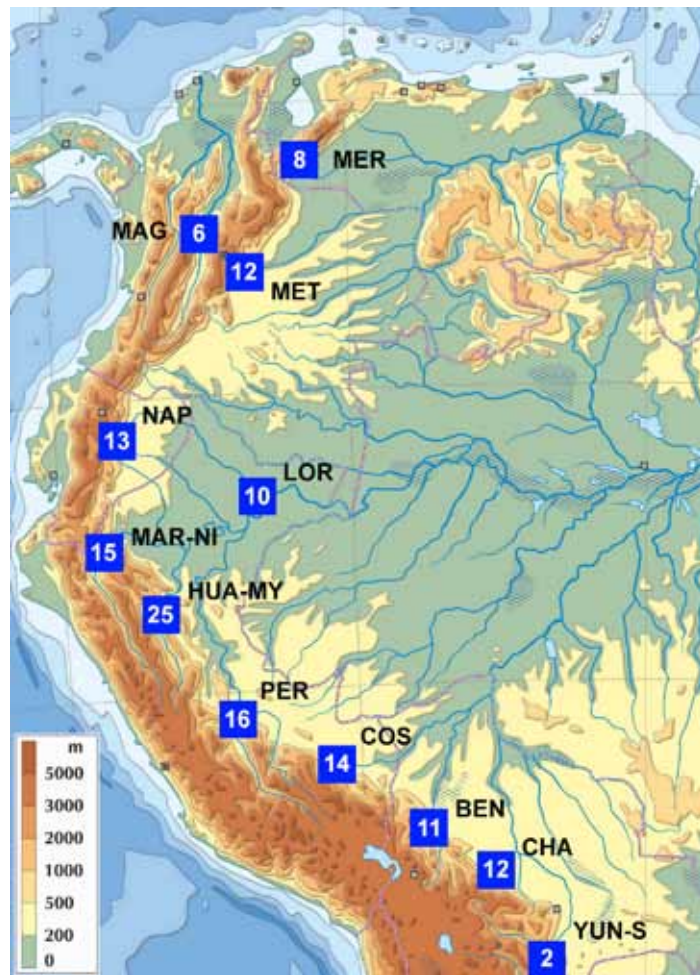 8 MER
MAG 6
12
MET
NAP
13
LOR
10
MAR-NI
15
HUA-MY
25
PER
16
COS
14
BEN
11
CHA
12
YUN-S
2
m
5000
3000
2000
1000
500
200
0